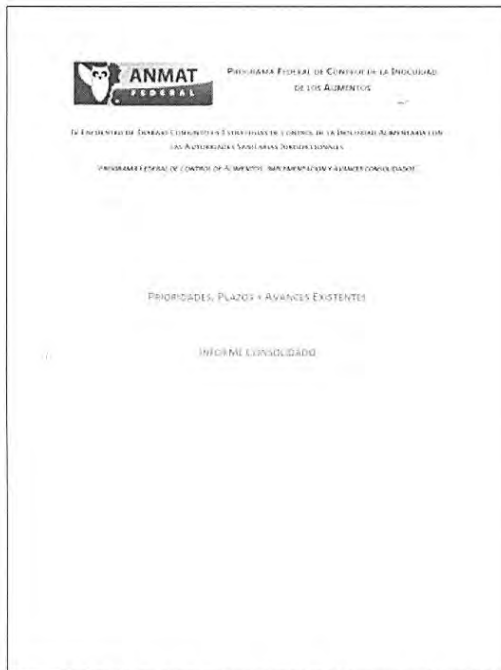 ANMAT
FEDERAL
PROGRAMA FEDERAL DE CONTROL DE LA INOCUIDAD
DE LOS ALIMENTOS
IV ENCUENTRO DE TRABAJO CONJUNTO EN ESTRATEGIAS DE CONTROL DE LA INOCUIDAD ALIMENTARIA CON
LAS AUTORIDADES SANITARIAS JURISDICCIONALES
"PROGRAMA FEDERAL DE CONTROL DE ALIMENTOS, IMPLEMENTACION Y AVANCES CONSOLIDADOS"
PRIORIDADES, PLAZOS Y AVANCES EXISTENTES
INFORME CONSOLIDADO